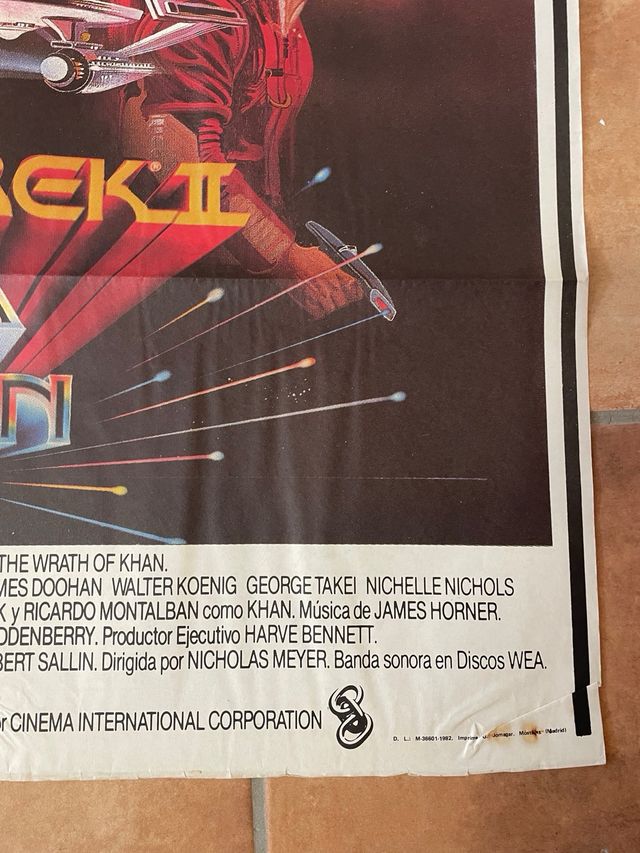 REK II
N
THE WRATH OF KHAN.
MES DOOHAN WALTER KOENIG GEORGE TAKEI NICHELLE NICHOLS
K y RICARDO MONTALBAN como KHAN. Música de JAMES HORNER.
DDENBERRY. Productor Ejecutivo HARVE BENNETT.
BERT SALLIN. Dirigida por NICHOLAS MEYER. Banda sonora en Discos WEA.
or CINEMA INTERNATIONAL CORPORATION
D. L.: M-36601-1982. Imprime J. Jomagar. Móstoles (Madrid)